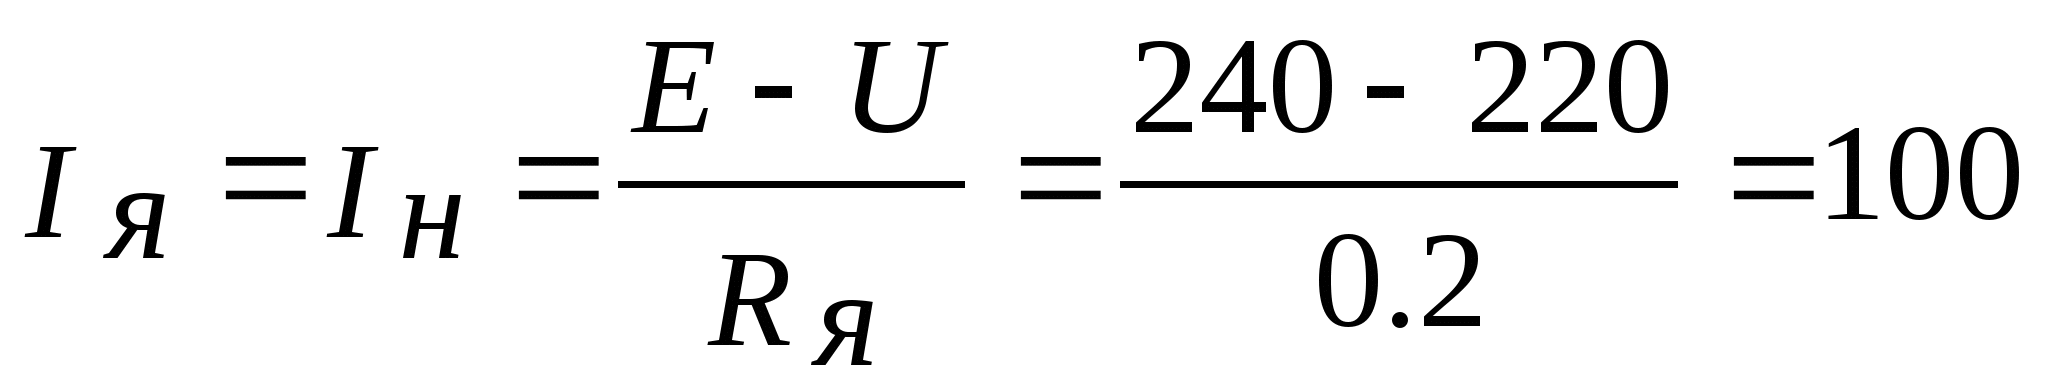 I я = I н = E - U / R я = 240 - 220 / 0.2 = 100